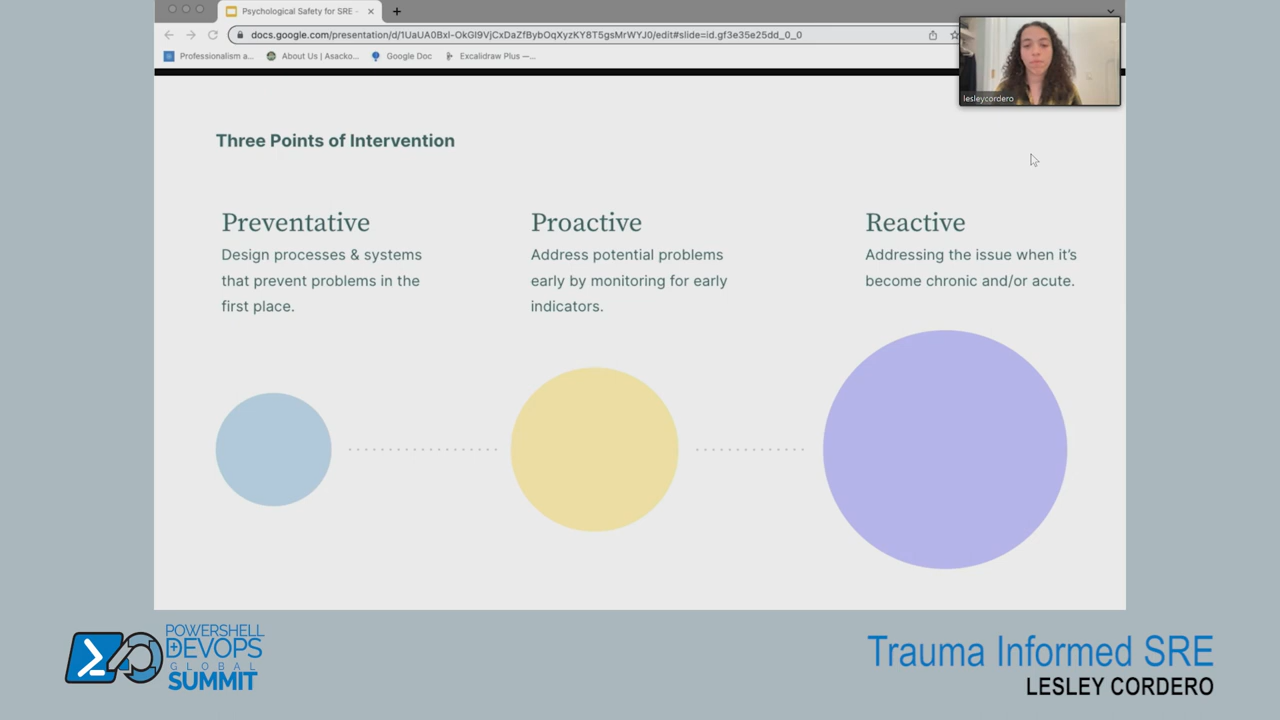 Psychological Safety for SRE -
docs.google.com/presentation/d/1UaUA0BxI-OkGI9VjCxDaZfBybOqXyzKY8T5gsMrWYJ0/edit#slide=id.gf3e35e25dd_0_0
Professionalism a...
About Us | Asacko...
Google Doc
Excalidraw Plus —...
lesleycordero
Three Points of Intervention
Preventative
Design processes & systems
that prevent problems in the
first place.
Proactive
Address potential problems
early by monitoring for early
indicators.
Reactive
Addressing the issue when it's
become chronic and/or acute.
POWERSHELL
DEVOPS
GLOBAL
SUMMIT
Trauma Informed SRE
LESLEY CORDERO